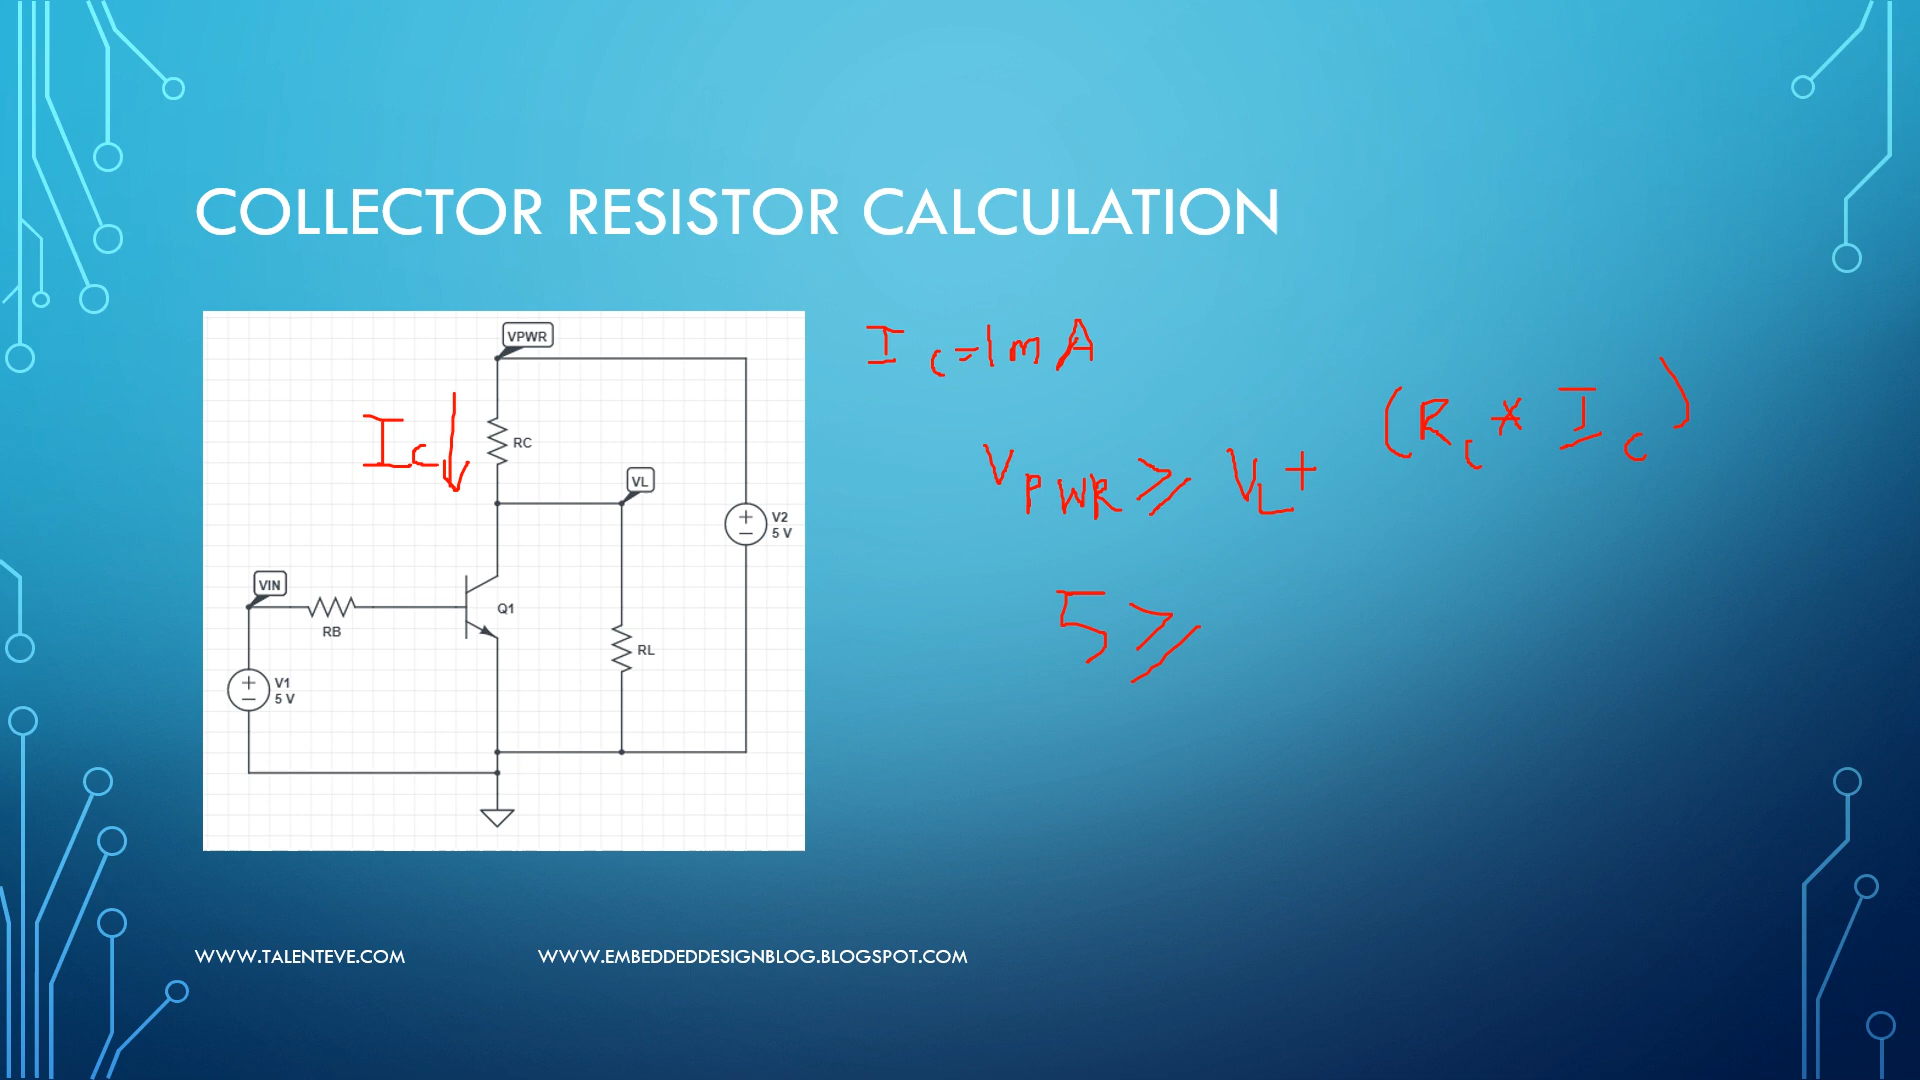 COLLECTOR RESISTOR CALCULATION
VPWR
Ic
RC
VL
V2
5 V
VIN
RB
Q1
RL
V1
5 V
Ic=1mA
VPWR ≥ VL+ (Rc * Ic)
5 ≥
WWW.TALENTEVE.COM
WWW.EMBEDDEDDESIGNBLOG.BLOGSPOT.COM